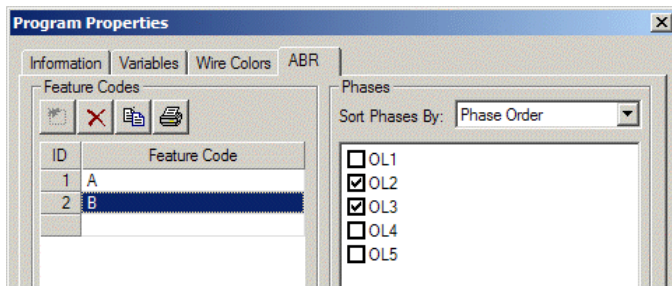 Program Properties
Information Variables Wire Colors ABR
Feature Codes
ID Feature Code
1 A
2 B
Phases
Sort Phases By: Phase Order
OL1
OL2
OL3
OL4
OL5